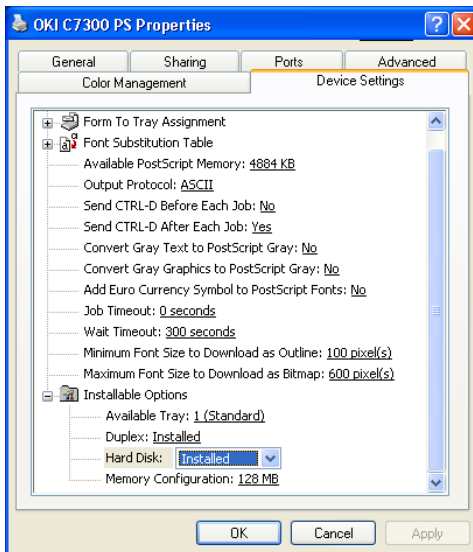 OKI C7300 PS Properties
General Sharing Ports Advanced
Color Management Device Settings
Form To Tray Assignment
Font Substitution Table
Available PostScript Memory: 4884 KB
Output Protocol: ASCII
Send CTRL-D Before Each Job: No
Send CTRL-D After Each Job: Yes
Convert Gray Text to PostScript Gray: No
Convert Gray Graphics to PostScript Gray: No
Add Euro Currency Symbol to PostScript Fonts: No
Job Timeout: 0 seconds
Wait Timeout: 300 seconds
Minimum Font Size to Download as Outline: 100 pixel(s)
Maximum Font Size to Download as Bitmap: 600 pixel(s)
Installable Options
Available Tray: 1 (Standard)
Duplex: Installed
Hard Disk: Installed
Memory Configuration: 128 MB
OK Cancel Apply